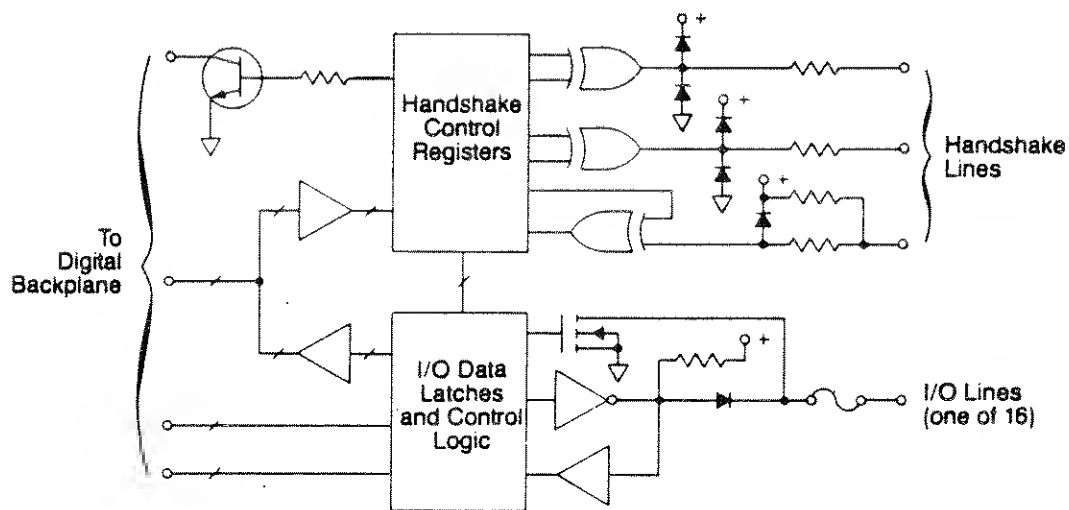 Handshake
Control
Registers
Handshake
Lines
To
Digital
Backplane
I/O Data
Latches
and Control
Logic
I/O Lines
(one of 16)
+
+
+
+